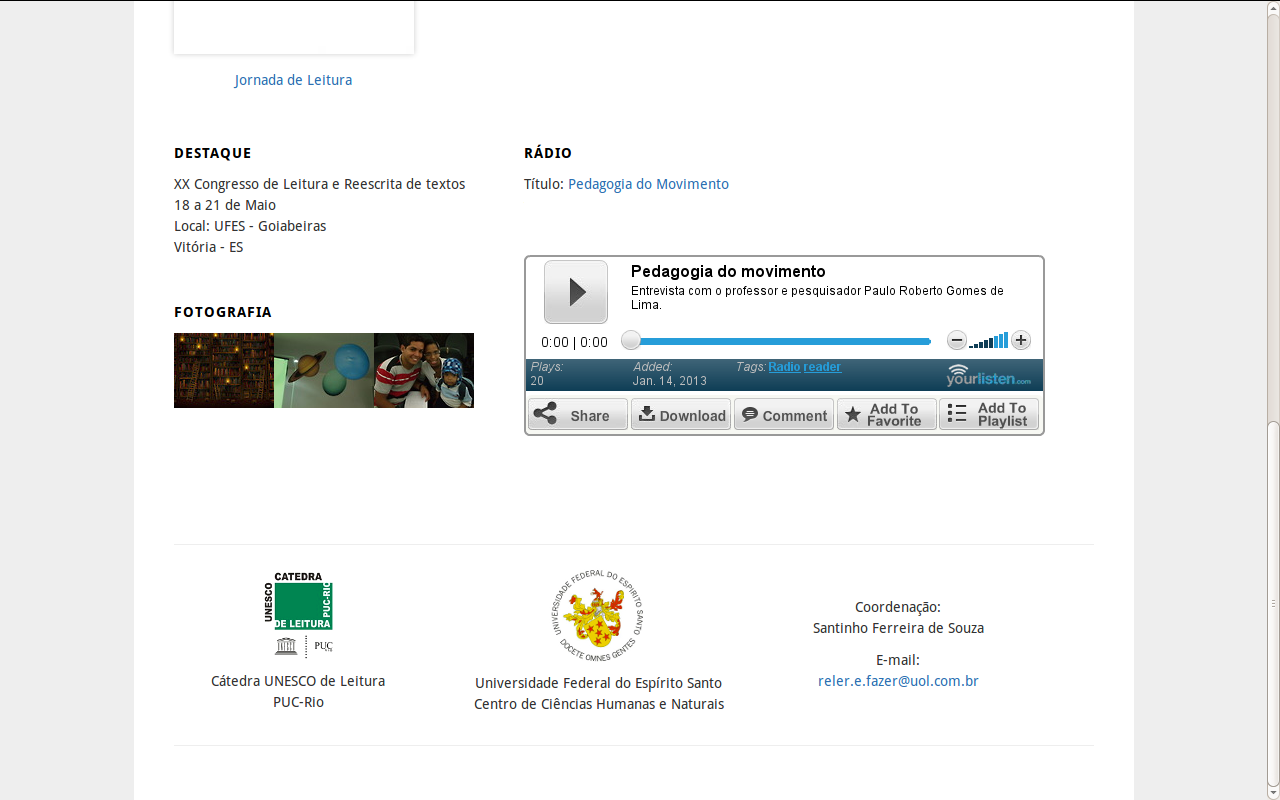 Jornada de Leitura
DESTAQUE
XX Congresso de Leitura e Reescrita de textos
18 a 21 de Maio
Local: UFES - Goiabeiras
Vitória - ES
FOTOGRAFIA
RÁDIO
Título: Pedagogia do Movimento
Pedagogia do movimento
Entrevista com o professor e pesquisador Paulo Roberto Gomes de
Lima.
0:00 | 0:00
Plays:
20
Added:
Jan. 14, 2013
Tags: Radio reader
yourlisten.com
Share
Download
Comment
Add To
Favorite
Add To
Playlist
CATEDRA
UNESCO
PUC-RIO
DE LEITURA
PUC
Cátedra UNESCO de Leitura
PUC-Rio
UNIVERSIDADE FEDERAL DO ESPÍRITO SANTO
DOCETE OMNES GENTES
Universidade Federal do Espírito Santo
Centro de Ciências Humanas e Naturais
Coordenação:
Santinho Ferreira de Souza
E-mail:
reler.e.fazer@uol.com.br